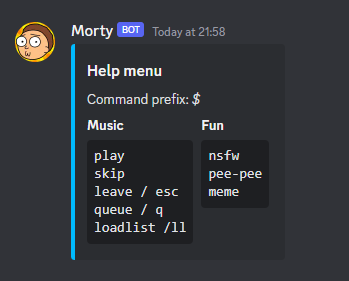 Morty BOT Today at 21:58
Help menu
Command prefix: $
Music
play
skip
leave / esc
queue / q
loadlist /ll
Fun
nsfw
pee-pee
meme